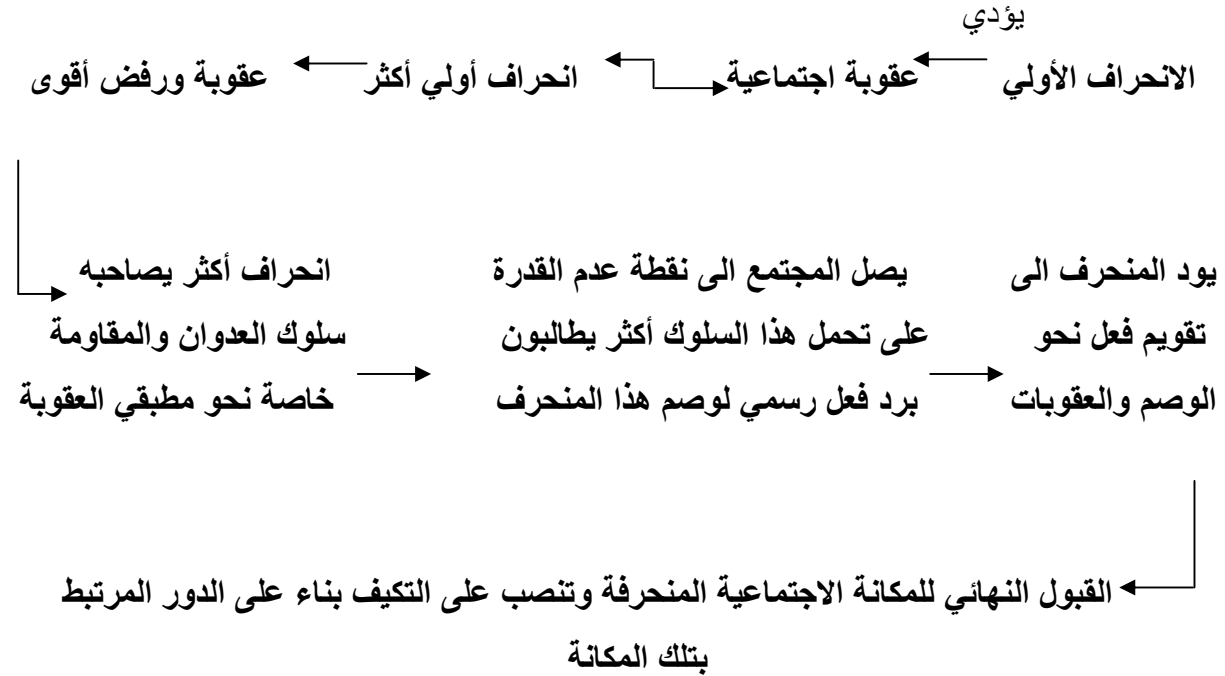 يؤدي
الانحراف الأولي عقوبة اجتماعية انحراف أولي أكثر عقوبة ورفض أقوى
انحراف أكثر يصاحبه
سلوك العدوان والمقاومة
خاصة نحو مطبقي العقوبة
يصل المجتمع الى نقطة عدم القدرة
على تحمل هذا السلوك أكثر يطالبون
برد فعل رسمي لوصم هذا المنحرف
يود المنحرف الى
تقويم فعل نحو
الوصم والعقوبات
القبول النهائي للمكانة الاجتماعية المنحرفة وتنصب على التكيف بناء على الدور المرتبط
بتلك المكانة